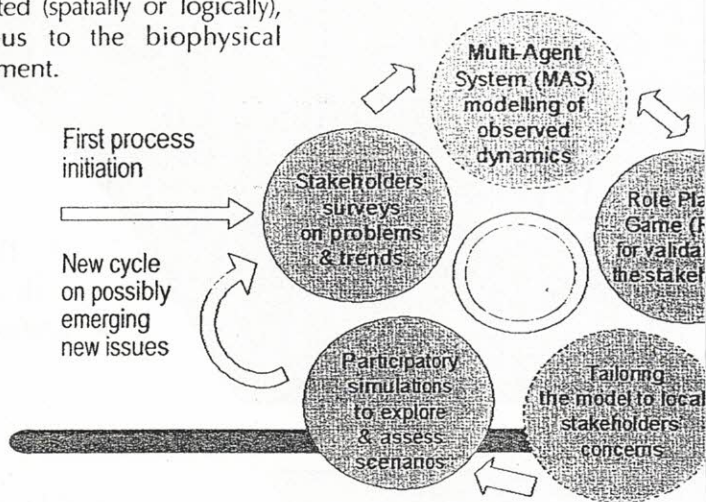 ted (spatially or logically),
us to the biophysical
ment.
Multi-Agent
System (MAS)
modelling of
observed
dynamics
First process
initiation
Stakeholders'
surveys
on problems
& trends
Role Pla
Game (
for valida
the stakeh
New cycle
on possibly
emerging
new issues
Participatory
simulations
to explore
& assess
scenarios
Tailoring
the model to local
stakeholders'
concerns